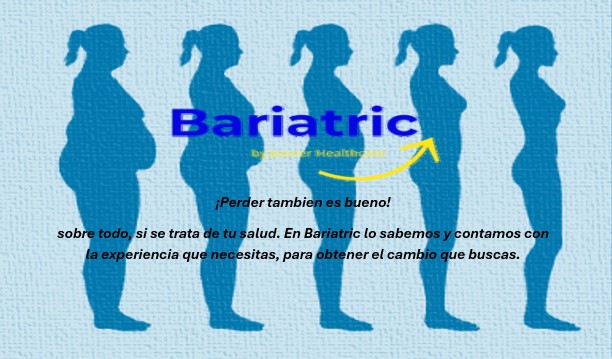 Bariatric
by Healthcare
¡Perder tambien es bueno!
sobre todo, si se trata de tu salud. En Bariatric lo sabemos y contamos con
la experiencia que necesitas, para obtener el cambio que buscas.